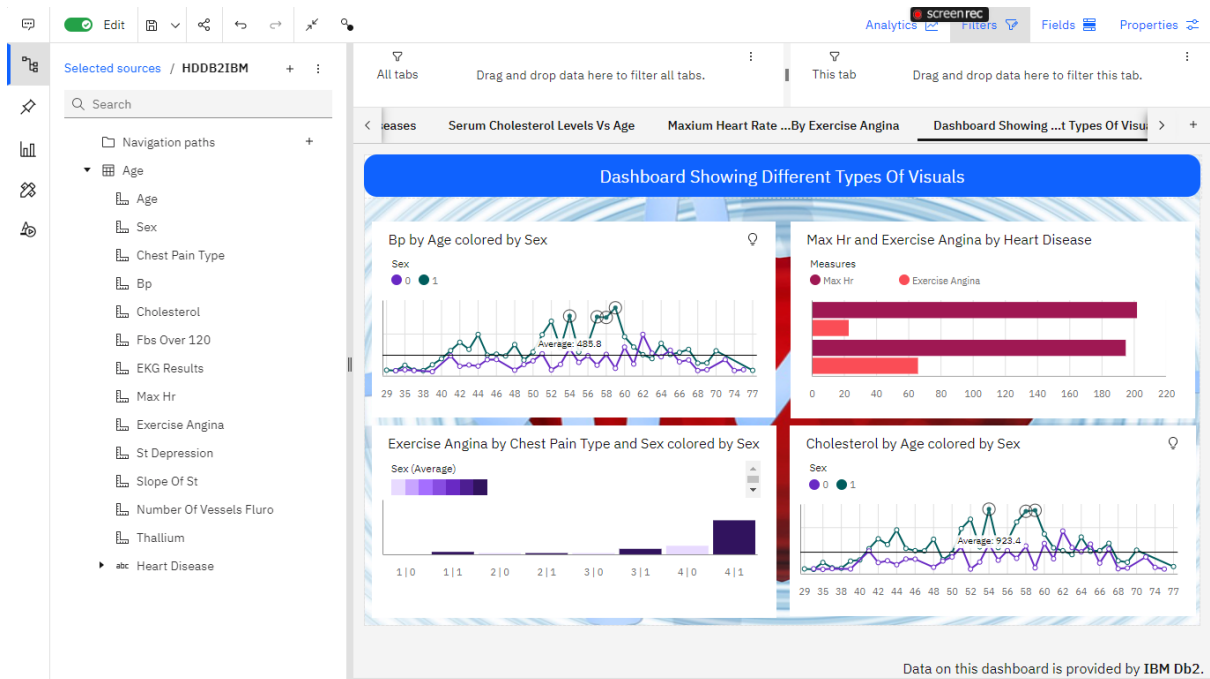 Edit
screenrec
Analytics
Filters
Fields
Properties
Selected sources / HDDB2IBM
Search
Navigation paths
Age
Age
Sex
Chest Pain Type
Bp
Cholesterol
Fbs Over 120
EKG Results
Max Hr
Exercise Angina
St Depression
Slope Of St
Number Of Vessels Fluro
Thallium
abc Heart Disease
All tabs
Drag and drop data here to filter all tabs.
This tab
Drag and drop data here to filter this tab.
eases
Serum Cholesterol Levels Vs Age
Maxium Heart Rate ...By Exercise Angina
Dashboard Showing ...t Types Of Visu
Dashboard Showing Different Types Of Visuals
Bp by Age colored by Sex
Sex
0 1
Average: 485.8
29 35 38 40 42 44 46 48 50 52 54 56 58 60 62 64 66 68 70 74 77
Max Hr and Exercise Angina by Heart Disease
Measures
Max Hr Exercise Angina
0 20 40 60 80 100 120 140 160 180 200 220
Exercise Angina by Chest Pain Type and Sex colored by Sex
Sex (Average)
1|0 1|1 2|0 2|1 3|0 3|1 4|0 4|1
Cholesterol by Age colored by Sex
Sex
0 1
Average: 923.4
29 35 38 40 42 44 46 48 50 52 54 56 58 60 62 64 66 68 70 74 77
Data on this dashboard is provided by IBM Db2.